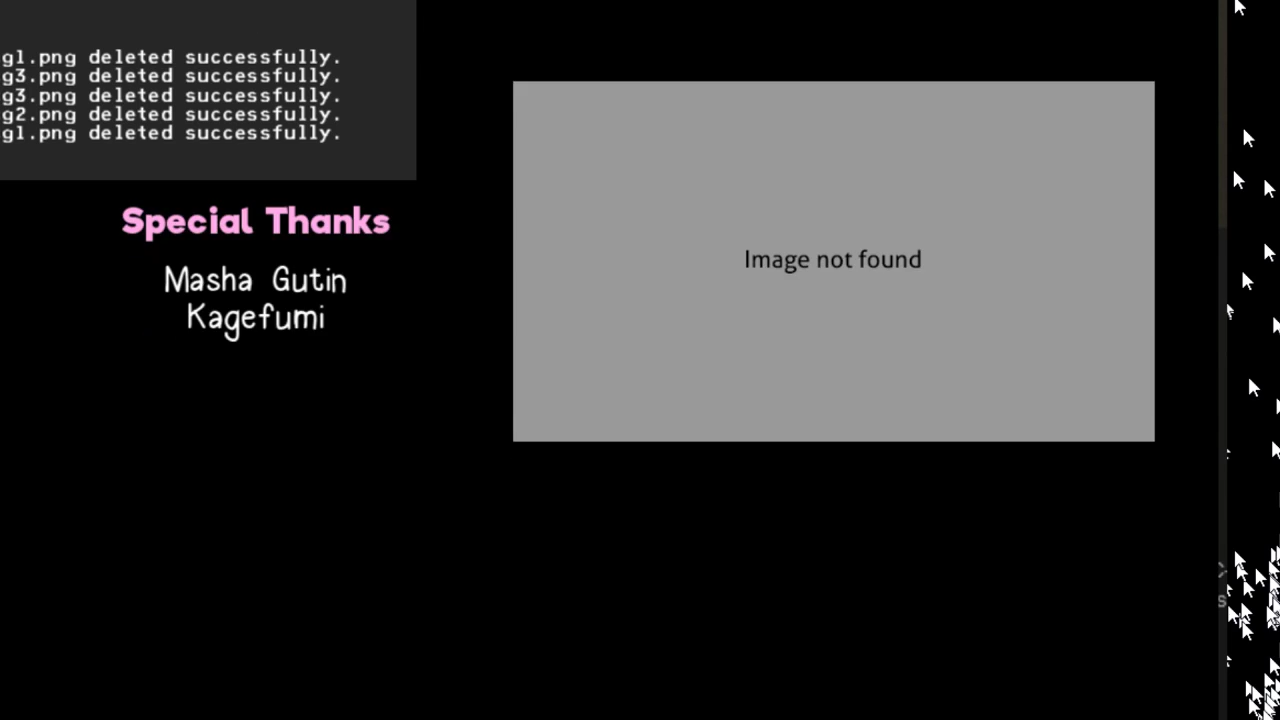 g1.png deleted successfully.
g3.png deleted successfully.
g3.png deleted successfully.
g2.png deleted successfully.
g1.png deleted successfully.
Special Thanks
Masha Gutin
Kagefumi
Image not found
s